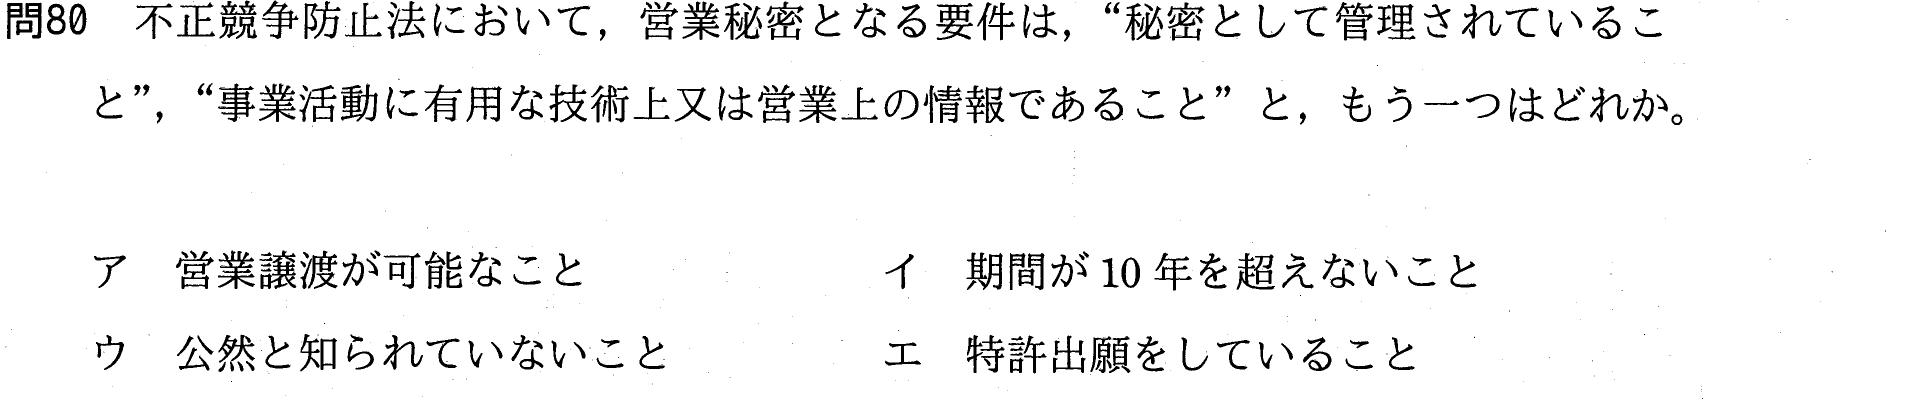 問80 不正競争防止法において，営業秘密となる要件は，“秘密として管理されているこ
と”，“事業活動に有用な技術上又は営業上の情報であること”と，もう一つはどれか。
ア 営業譲渡が可能なこと イ 期間が 10 年を超えないこと
ウ 公然と知られていないこと エ 特許出願をしていること